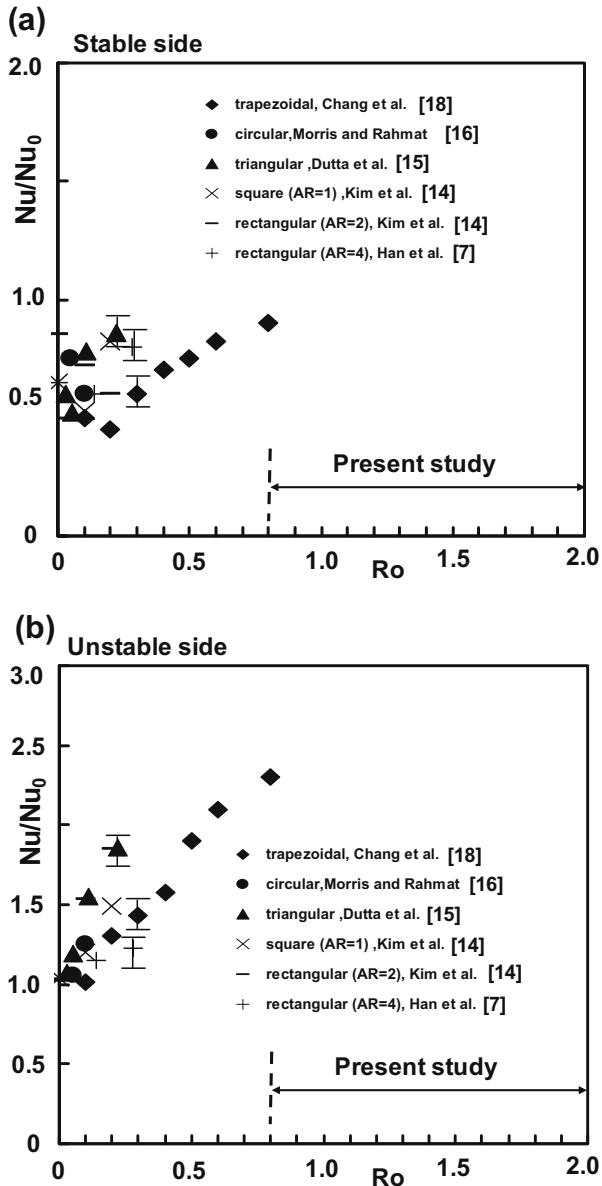 (a)
Stable side
2.0
trapezoidal, Chang et al. [18]
circular,Morris and Rahmat [16]
triangular ,Dutta et al. [15]
square (AR=1) ,Kim et al. [14]
rectangular (AR=2), Kim et al. [14]
rectangular (AR=4), Han et al. [7]
Nu/Nu0
1.0
0.5
Present study
0
0 0.5 1.0 1.5 2.0
Ro
(b)
Unstable side
3.0
2.5
Nu/Nu0
trapezoidal, Chang et al. [18]
1.5
circular,Morris and Rahmat [16]
triangular ,Dutta et al. [15]
square (AR=1) ,Kim et al. [14]
1.0
rectangular (AR=2), Kim et al. [14]
rectangular (AR=4), Han et al. [7]
0.5
Present study
0
0 0.5 1.0 1.5 2.0
Ro